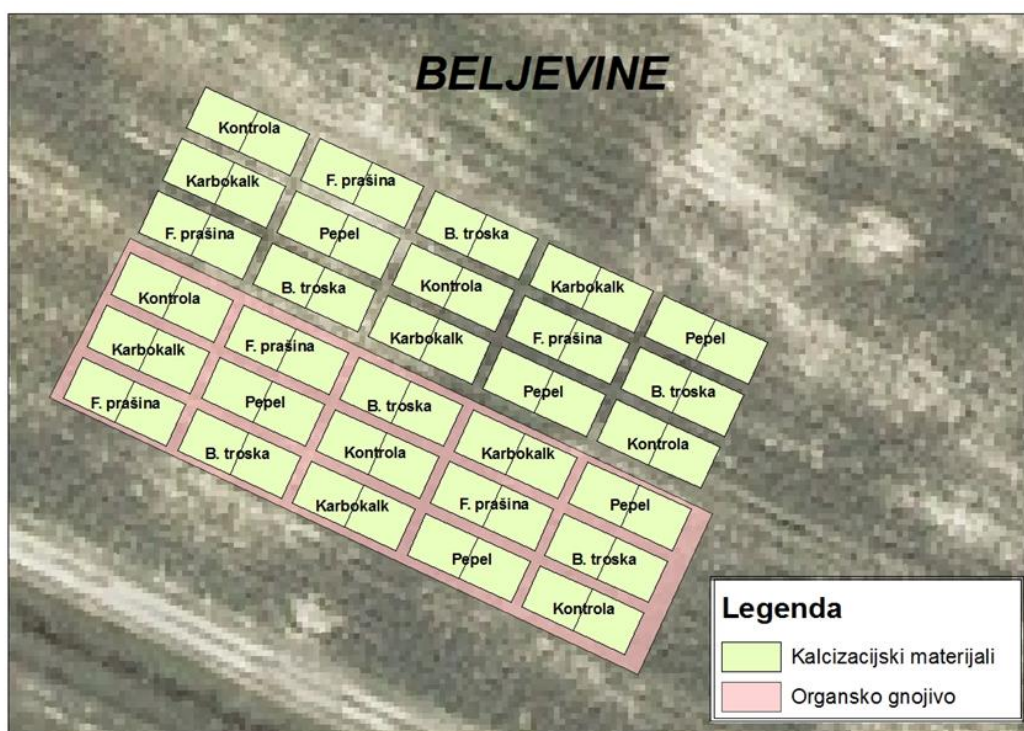 BELJEVINE
Kontrola
F. prašina
B. troska
Karbokalk
Pepel
Karbokalk
Pepel
Kontrola
F. prašina
B. troska
F. prašina
B. troska
Karbokalk
Pepel
Kontrola
Kontrola
F. prašina
B. troska
Karbokalk
Pepel
Karbokalk
Pepel
Kontrola
F. prašina
B. troska
F. prašina
B. troska
Karbokalk
Pepel
Kontrola
Legenda
Kalcizacijski materijali
Organsko gnojivo